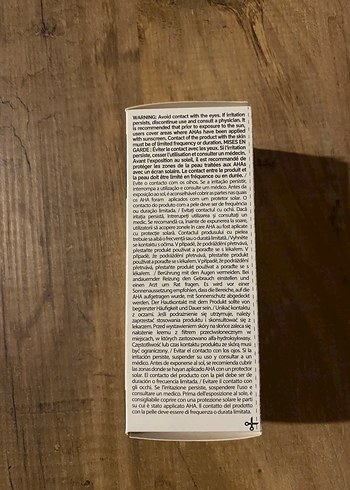 WARNING: Avoid contact with the eyes. If irritation
persists, discontinue use and consult a physician. It
is recommended that prior to exposure to the sun,
users cover areas where AHAs have been applied
with sunscreen. Contact of the product with the skin
must be of limited frequency or duration. MISES EN
GARDE : Éviter le contact avec les yeux. Si l'irritation
persiste, cesser l'utilisation et consulter un médecin.
Avant l'exposition au soleil, il est recommandé de
protéger les zones de la peau traitées aux AHAs
avec un écran solaire. Le contact entre le produit et
la peau doit être limité en fréquence ou en durée. /
Evite o contacto com os olhos. Se a irritação persistir,
interrompa a utilização e consulte um médico. Antes da
exposição ao sol, é aconselhável cobrir as partes nas quais
os AHA foram aplicados com um protetor solar. O
contacto do produto com a pele deve ser de frequência
ou duração limitada. / Evitați contactul cu ochii. Dacă
iritația persistă, întrerupeți utilizarea și consultați un
medic. Se recomandă ca, înainte de expunerea la soare,
utilizatorii să acopere zonele în care AHA au fost aplicate
cu protecție solară. Contactul produsului cu pielea
trebuie să aibă o frecvență sau o durată limitată. / Vyhněte
se kontaktu s očima. V případě, že podráždění přetrvává,
přestaňte produkt používat a poraďte se s lékařem.
V případě, že podráždění
přetrvává, přestaňte produkt
používat a poraďte se s
lékařem. / Berührung mit den Augen vermeiden. Bei
andauernder Reizung den Gebrauch einstellen und
einen Arzt um Rat fragen. Es wird vor einer
Sonnenaussetzung empfohlen, dass die Bereiche, auf die
AHA aufgetragen wurde, mit Sonnenschutz abgedeckt
werden. Der Hautkontakt mit dem Produkt sollte von
begrenzter Häufigkeit und Dauer sein. / Unikać kontaktu
z oczami. Jeśli podrażnienie się utrzymuje, należy
zaprzestać stosowania produktu i skonsultować się z
lekarzem. Przed wystawieniem skóry na słońce zaleca się
nałożenie kremu z filtrem przeciwsłonecznym w
miejscach, w których zastosowano alfa-hydroksykwasy.
Częstotliwość lub czas kontaktu produktu ze skórą musi
być ograniczony. / Evitar el contacto con los ojos. Si la
irritación persiste, suspender su uso y consultar a un
médico. Antes de exponerse al sol, se recomienda cubrir
las zonas donde se hayan aplicado AHA con un protector
solar. El contacto del producto con la piel debe ser de
duración o frecuencia limitada. / Evitare il contatto con
gli occhi. Se l'irritazione persiste, sospendere l'uso e
consultare un medico. Prima dell'esposizione al sole, è
consigliabile coprire con una protezione solare le parti
su cui è stato applicato AHA. Il contatto del prodotto
con la pelle deve essere di frequenza o durata limitata.